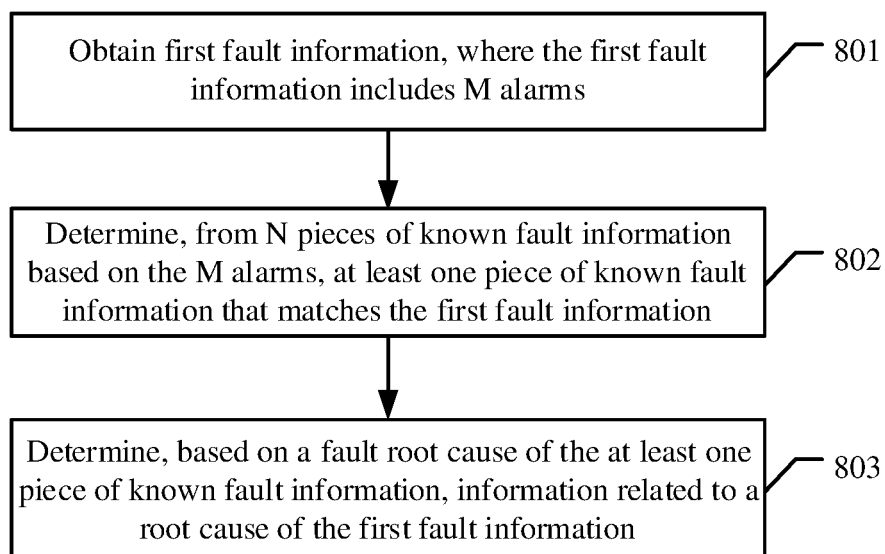 Obtain first fault information, where the first fault
information includes M alarms
801
Determine, from N pieces of known fault information
based on the M alarms, at least one piece of known fault
information that matches the first fault information
802
Determine, based on a fault root cause of the at least one
piece of known fault information, information related to a
root cause of the first fault information
803